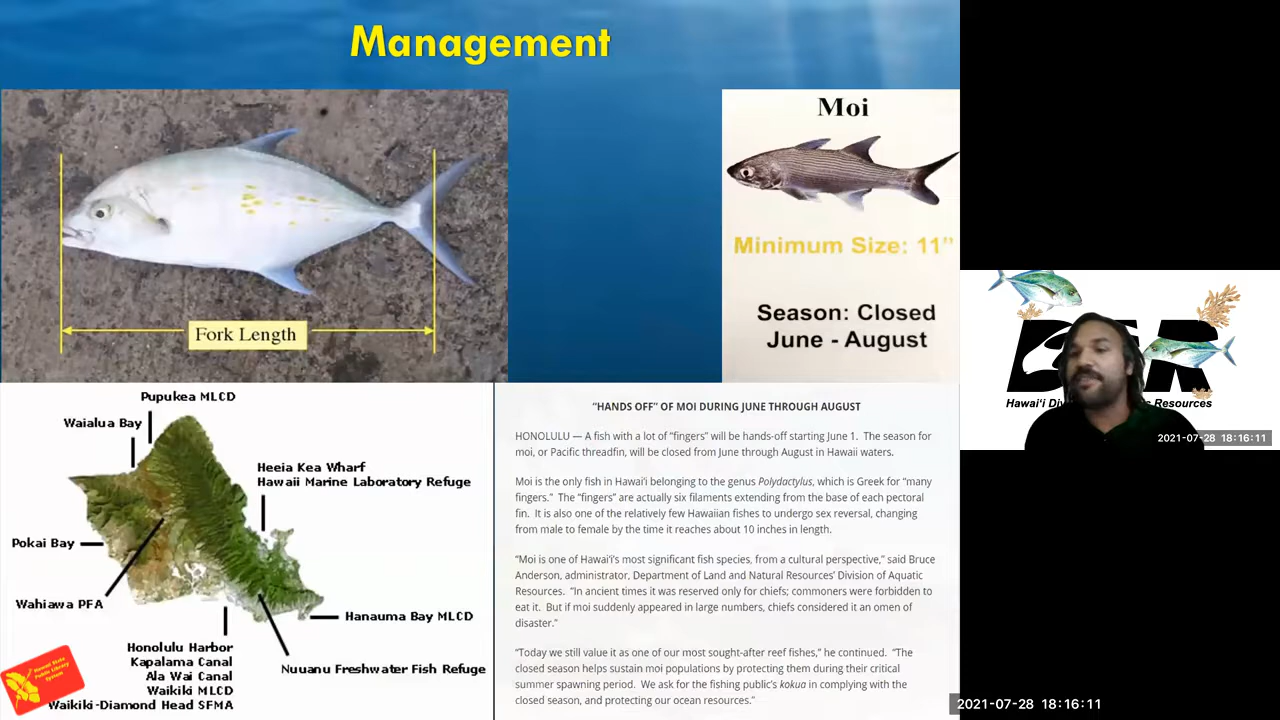 Management
Fork Length
Moi
Minimum Size: 11”
Season: Closed
June - August
Pupukea MLCD
Waialua Bay
Heeia Kea Wharf
Hawaii Marine Laboratory Refuge
Pokai Bay
Wahiawa PFA
Hanauma Bay MLCD
Honolulu Harbor
Kapalama Canal
Ala Wai Canal
Waikiki MLCD
Waikiki-Diamond Head SFMA
Nuuanu Freshwater Fish Refuge
Hawaii State
Public Library
System
“HANDS OFF” OF MOI DURING JUNE THROUGH AUGUST
HONOLULU — A fish with a lot of “fingers” will be hands-off starting June 1. The season for
moi, or Pacific threadfin, will be closed from June through August in Hawaii waters.
Moi is the only fish in Hawai‘i belonging to the genus Polydactylus, which is Greek for “many
fingers.” The “fingers” are actually six filaments extending from the base of each pectoral
fin. It is also one of the relatively few Hawaiian fishes to undergo sex reversal, changing
from male to female by the time it reaches about 10 inches in length.
“Moi is one of Hawai‘i’s most significant fish species, from a cultural perspective,” said Bruce
Anderson, administrator, Department of Land and Natural Resources’ Division of Aquatic
Resources. “In ancient times it was reserved only for chiefs; commoners were forbidden to
eat it. But if moi suddenly appeared in large numbers, chiefs considered it an omen of
disaster.”
“Today we still value it as one of our most sought-after reef fishes,” he continued. “The
closed season helps sustain moi populations by protecting them during their critical
summer spawning period. We ask for the fishing public’s kokua in complying with the
closed season, and protecting our ocean resources.”
Hawai‘i Resources
2021-07-28 18:16:11
2021-07-28 18:16:11